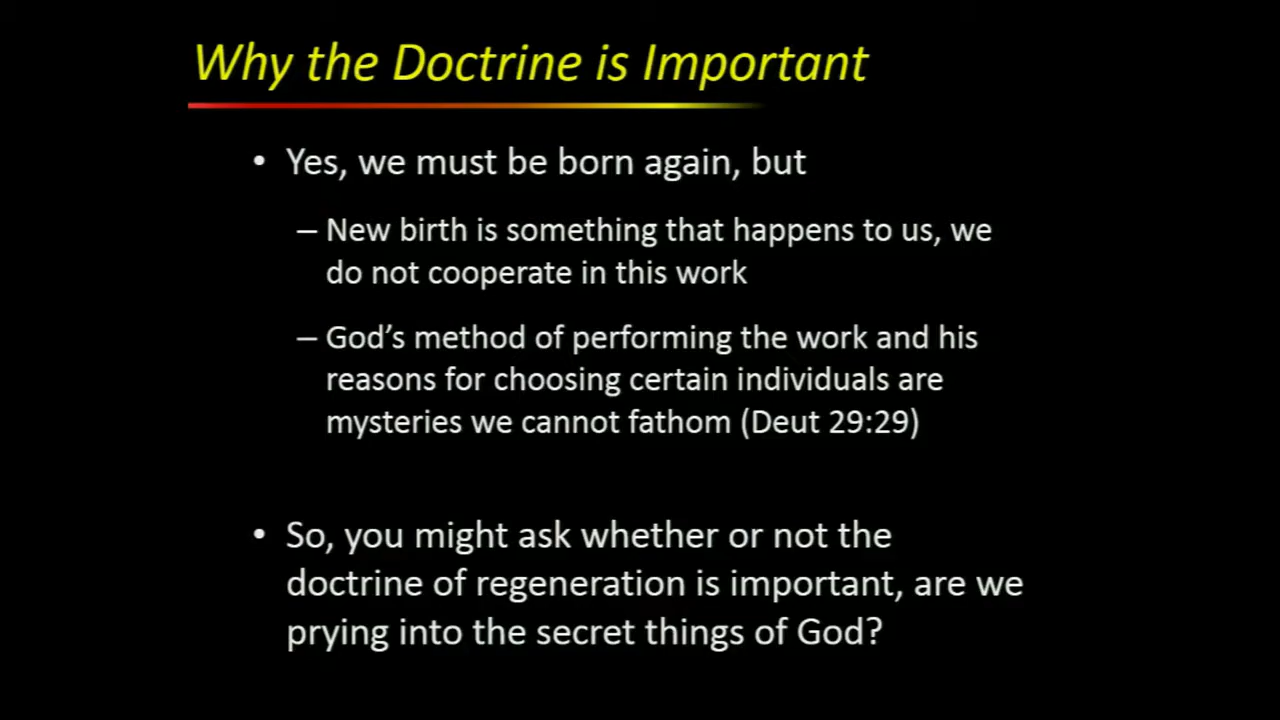 Why the Doctrine is Important
• Yes, we must be born again, but
– New birth is something that happens to us, we
do not cooperate in this work
– God’s method of performing the work and his
reasons for choosing certain individuals are
mysteries we cannot fathom (Deut 29:29)
• So, you might ask whether or not the
doctrine of regeneration is important, are we
prying into the secret things of God?